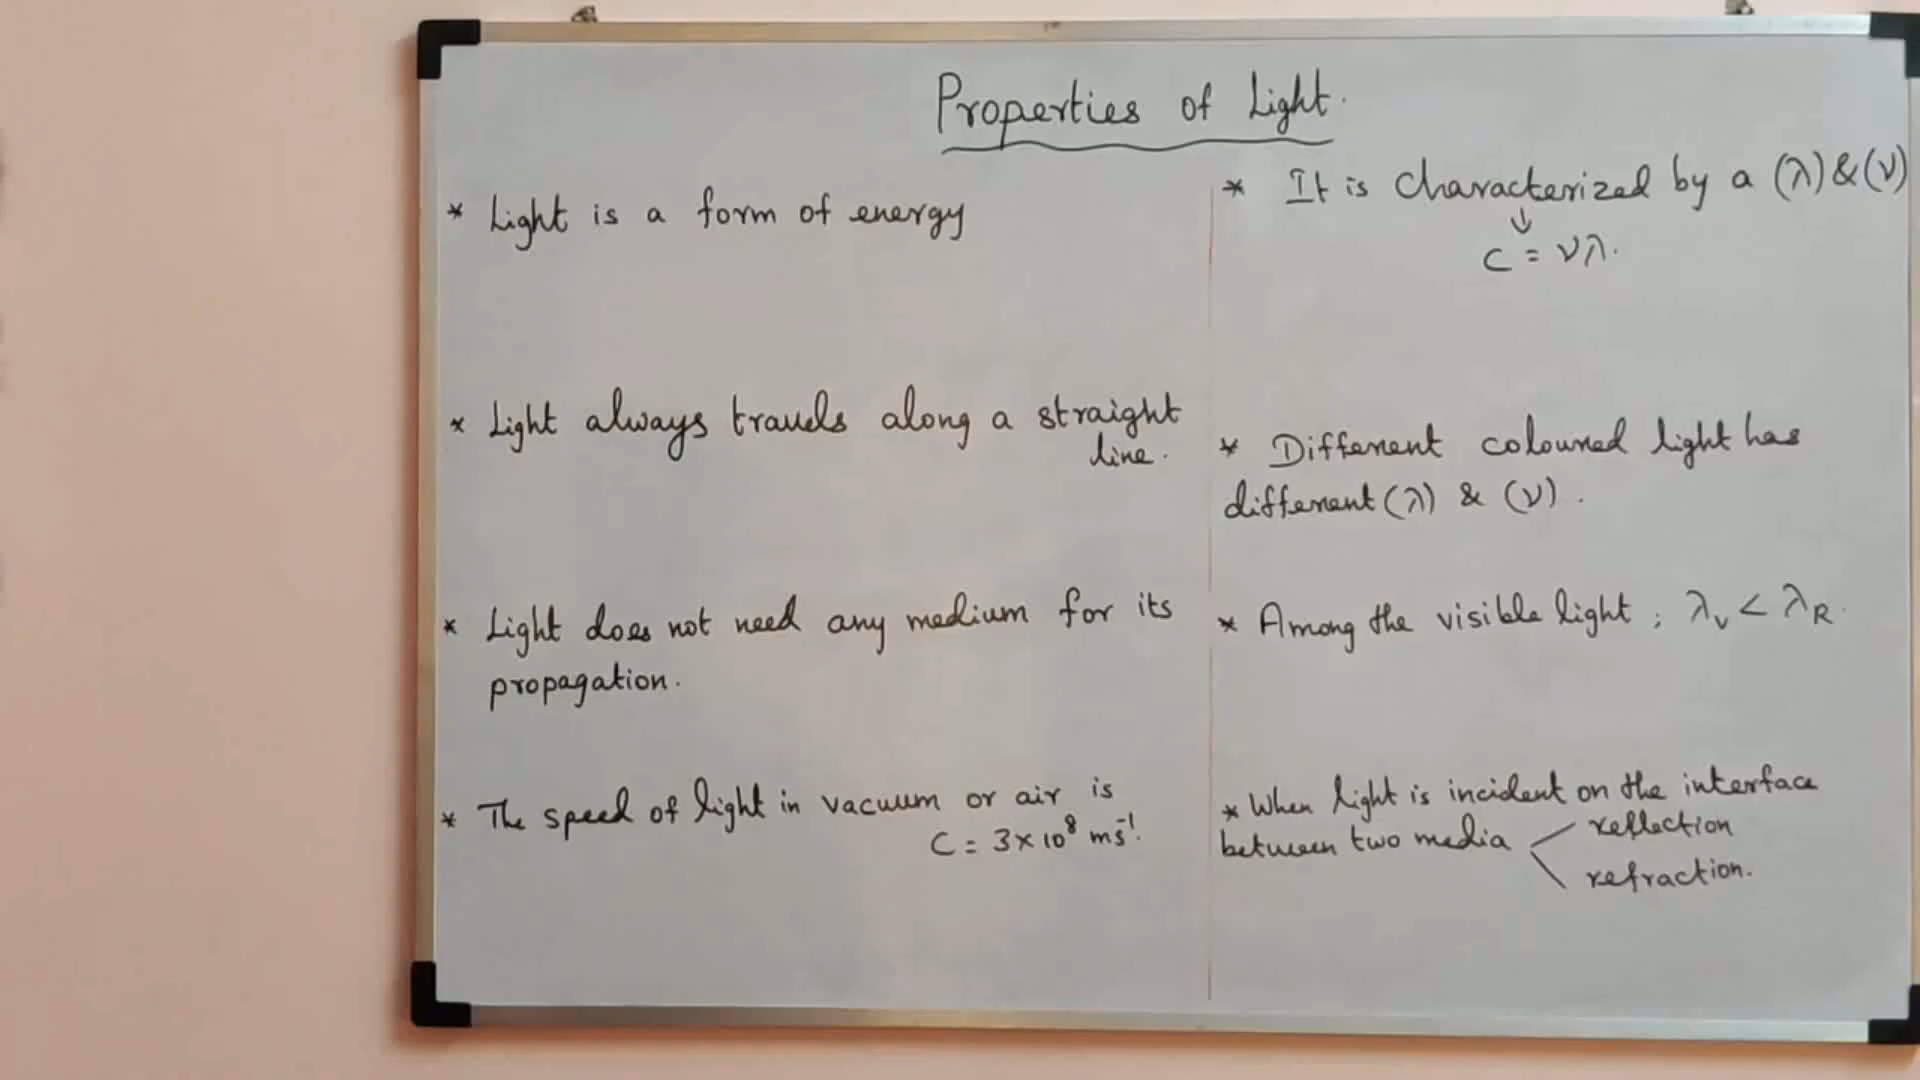 Properties of Light.
* Light is a form of energy
* Light always travels along a straight
line.
* Light does not need any medium for its
propagation.
* The speed of light in vacuum or air is
C = 3×10⁸ ms⁻¹.
* It is characterized by a (λ) & (ν)
↓
C = νλ.
* Different coloured light has
different (λ) & (ν).
* Among the visible light ; λᵥ < λ_R.
* When light is incident on the interface
between two media
reflection
refraction.